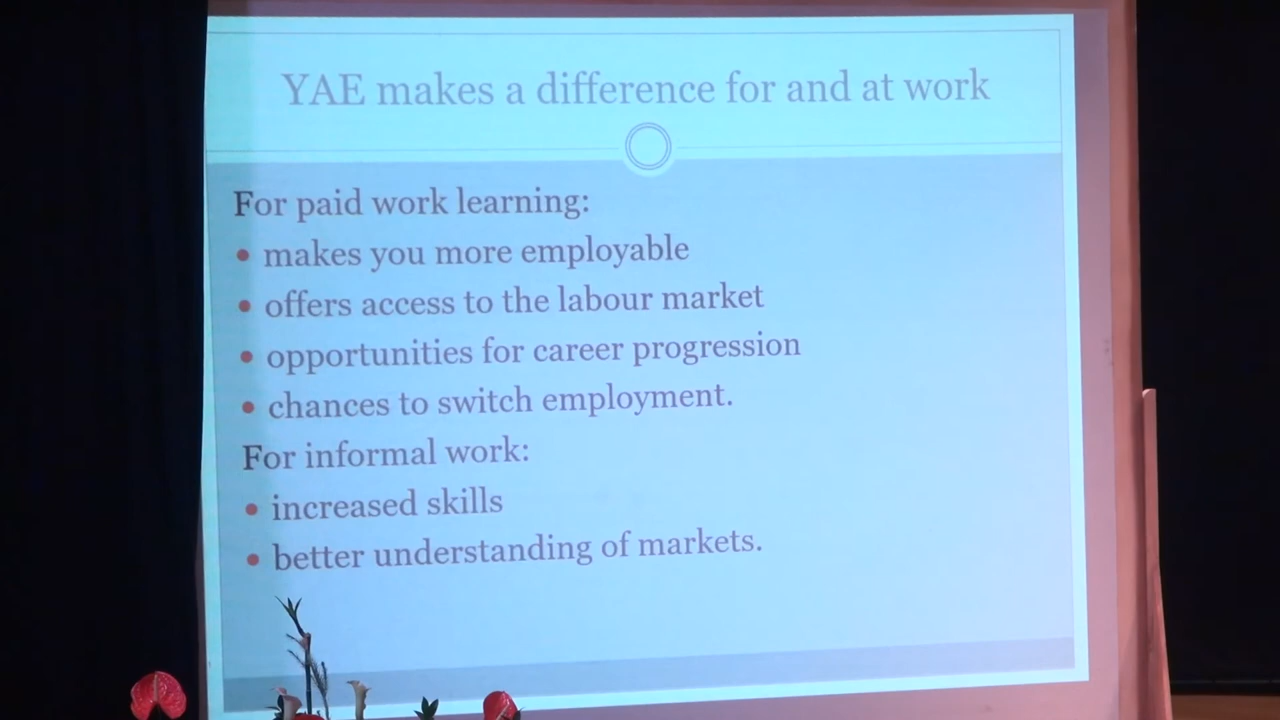 YAE makes a difference for and at work
For paid work learning:
• makes you more employable
• offers access to the labour market
• opportunities for career progression
• chances to switch employment.
For informal work:
• increased skills
• better understanding of markets.